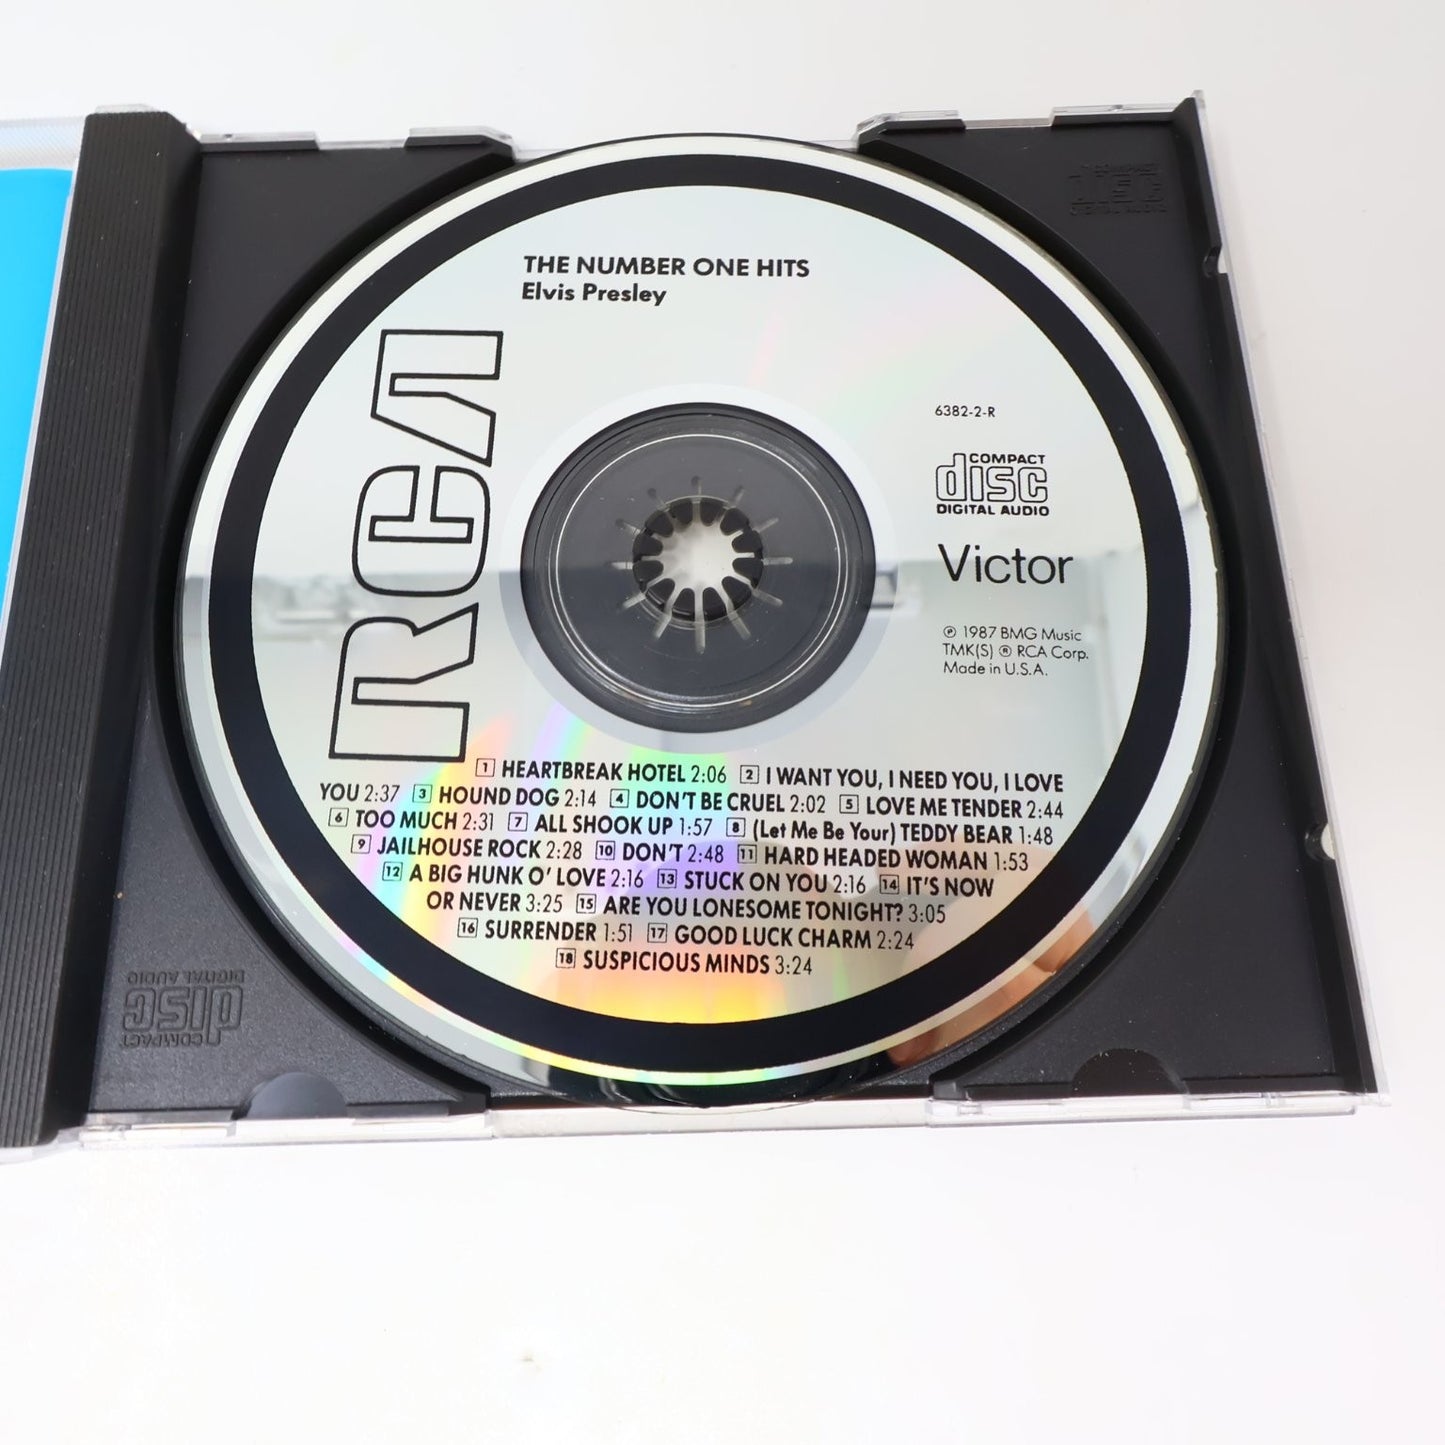 THE NUMBER ONE HITS
Elvis Presley
RCA
6382-2-R
COMPACT
disc
DIGITAL AUDIO
Victor
℗ 1987 BMG Music
TMK(S) ® RCA Corp.
Made in U.S.A.
1 HEARTBREAK HOTEL 2:06 2 I WANT YOU, I NEED YOU, I LOVE
YOU 2:37 3 HOUND DOG 2:14 4 DON'T BE CRUEL 2:02 5 LOVE ME TENDER 2:44
6 TOO MUCH 2:31 7 ALL SHOOK UP 1:57 8 (Let Me Be Your) TEDDY BEAR 1:48
9 JAILHOUSE ROCK 2:28 10 DON'T 2:48 11 HARD HEADED WOMAN 1:53
12 A BIG HUNK O' LOVE 2:16 13 STUCK ON YOU 2:16 14 IT'S NOW
OR NEVER 3:25 15 ARE YOU LONESOME TONIGHT? 3:05
16 SURRENDER 1:51 17 GOOD LUCK CHARM 2:24
18 SUSPICIOUS MINDS 3:24
COMPACT
disc
DIGITAL AUDIO
COMPACT
disc
DIGITAL AUDIO